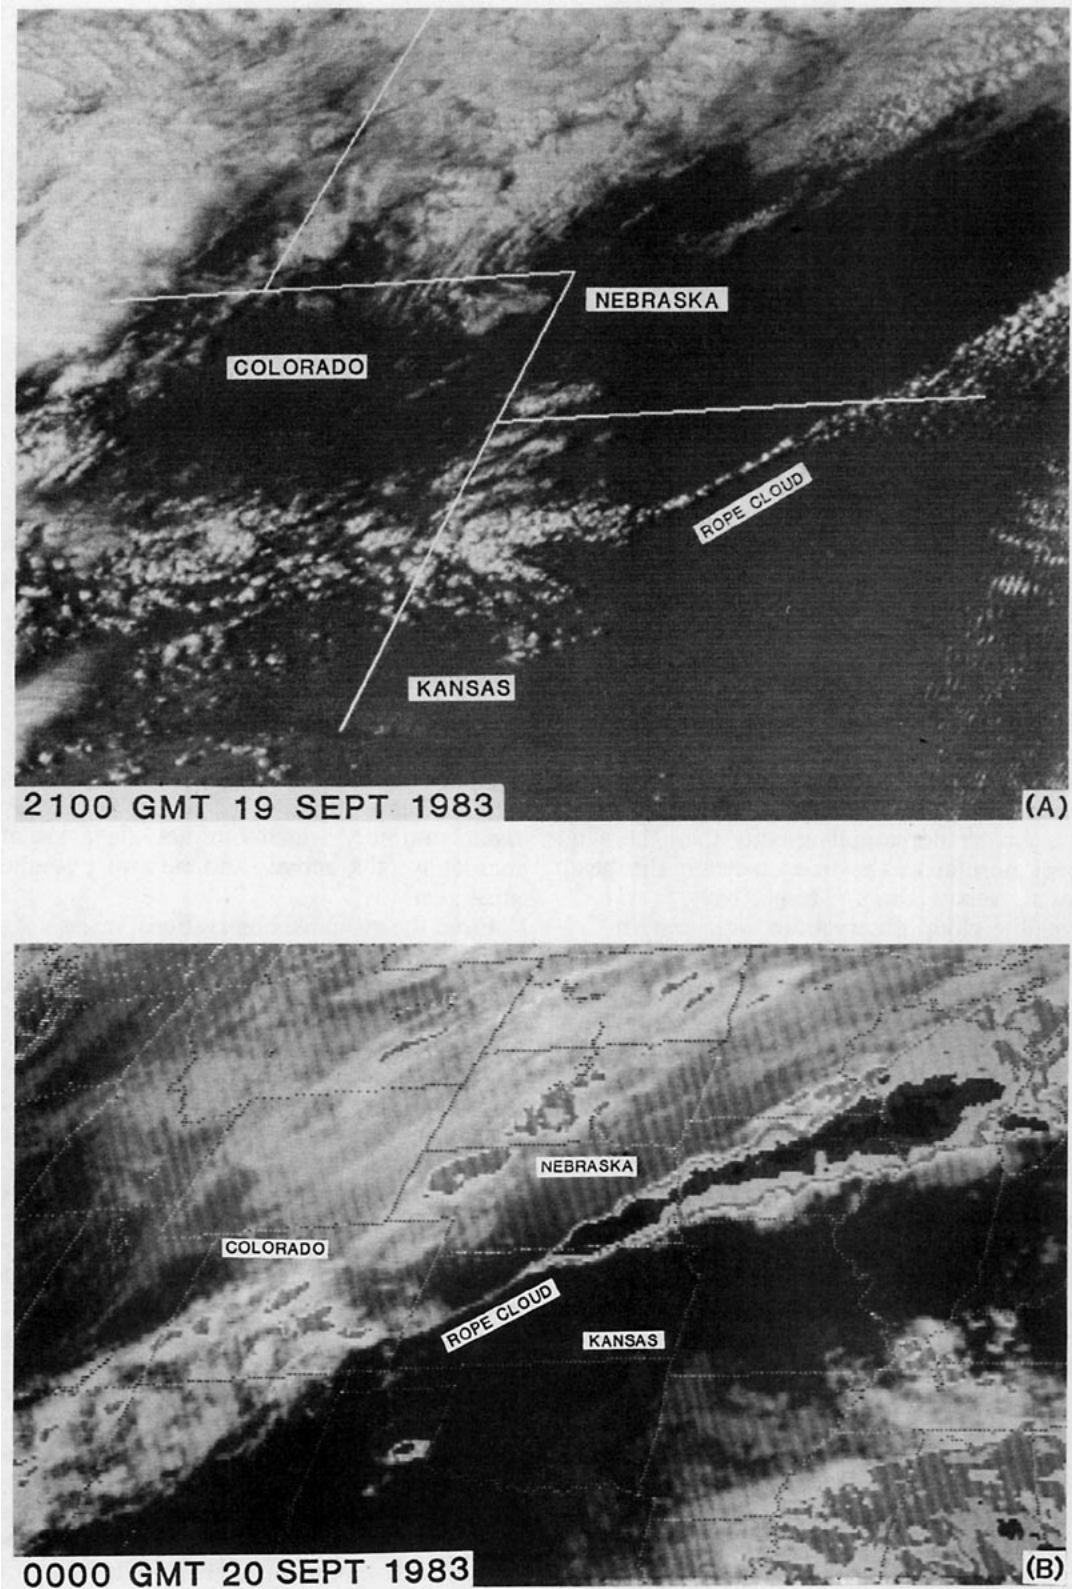 NEBRASKA
COLORADO
ROPE CLOUD
KANSAS
2100 GMT 19 SEPT 1983
(A)
NEBRASKA
COLORADO
ROPE CLOUD
KANSAS
0000 GMT 20 SEPT 1983
(B)